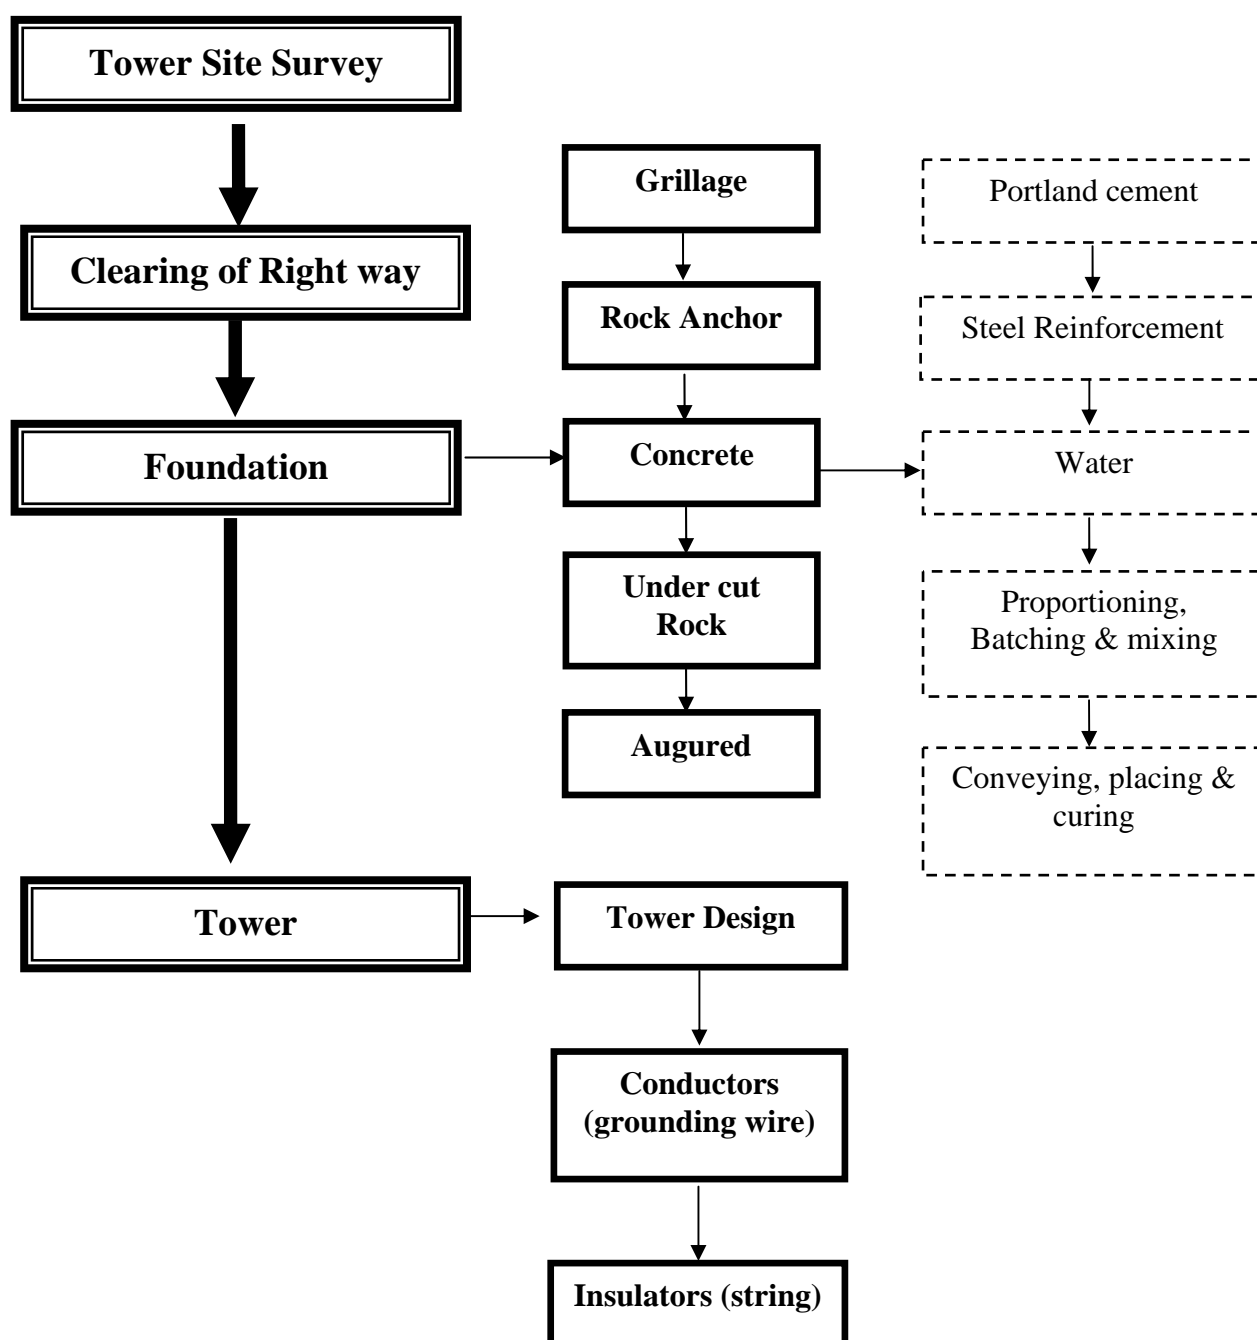 Tower Site Survey
Clearing of Right way
Foundation
Tower
Grillage
Rock Anchor
Concrete
Under cut
Rock
Augured
Tower Design
Conductors
(grounding wire)
Insulators (string)
Portland cement
Steel Reinforcement
Water
Proportioning,
Batching & mixing
Conveying, placing &
curing